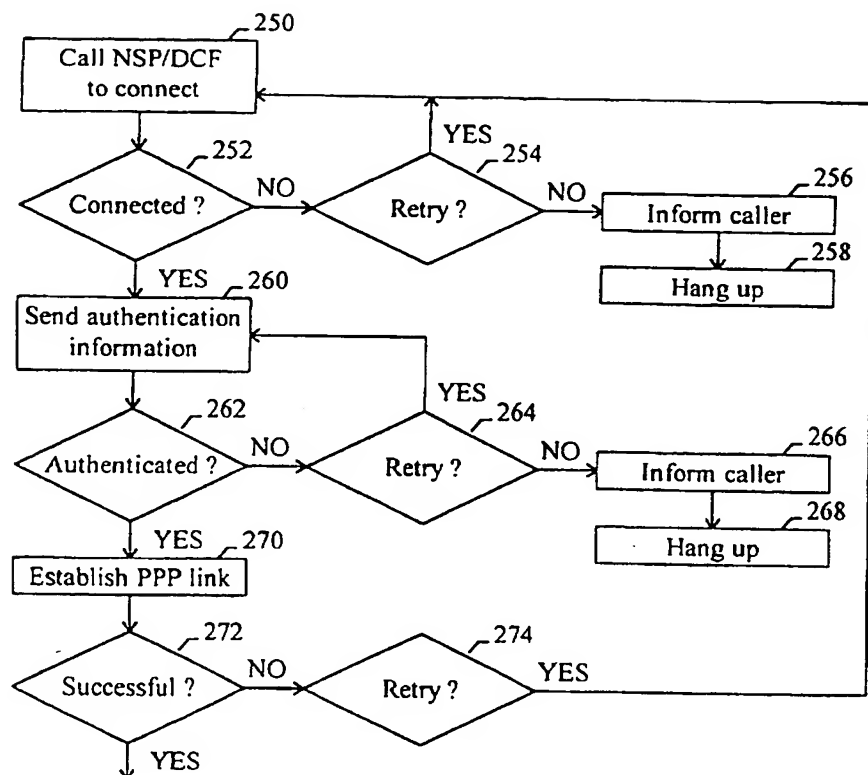 250
Call NSP/DCF
to connect
YES
252
254
256
Connected ?
NO
Retry ?
NO
Inform caller
258
YES
260
Hang up
Send authentication
information
YES
262
264
266
Authenticated ?
NO
Retry ?
NO
Inform caller
268
YES
270
Hang up
Establish PPP link
272
274
Successful ?
NO
Retry ?
YES
YES